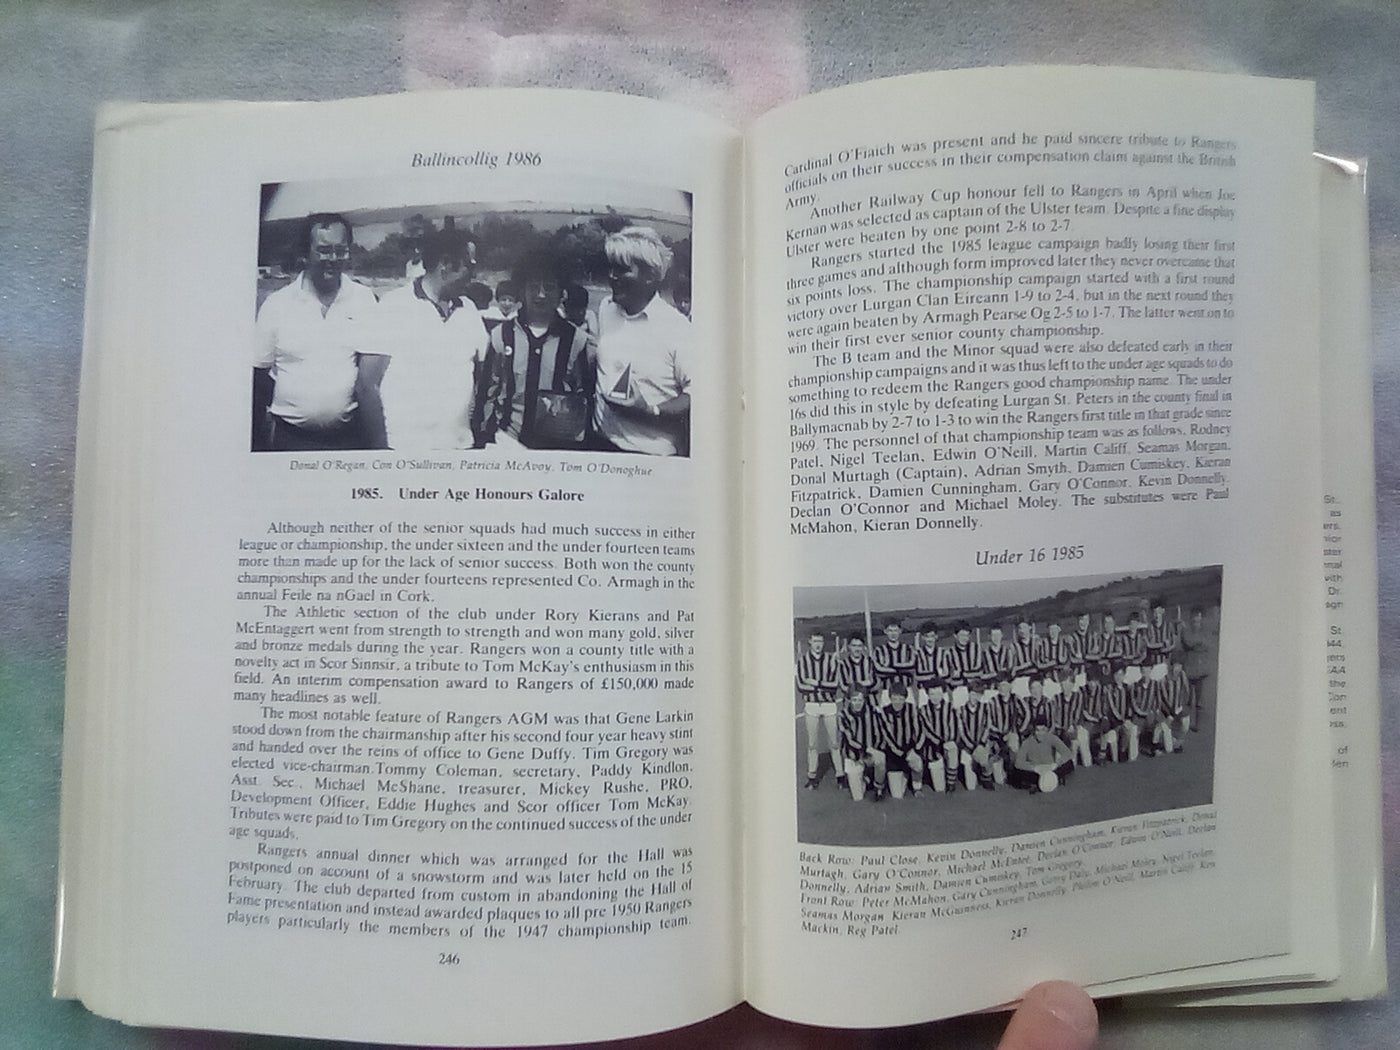 Ballincollig 1986
Donal O'Regan, Con O'Sullivan, Patricia McAvoy, Tom O'Donoghue
1985. Under Age Honours Galore
Although neither of the senior squads had much success in either
league or championship, the under sixteen and the under fourteen teams
more than made up for the lack of senior success. Both won the county
championships and the under fourteens represented Co. Armagh in the
annual Feile na nGael in Cork.
The Athletic section of the club under Rory Kierans and Pat
McEntaggert went from strength to strength and won many gold, silver
and bronze medals during the year. Rangers won a county title with a
novelty act in Scor Sinnsir, a tribute to Tom McKay's enthusiasm in this
field. An interim compensation award to Rangers of £150,000 made
many headlines as well.
The most notable feature of Rangers AGM was that Gene Larkin
stood down from the chairmanship after his second four year heavy stint
and handed over the reins of office to Gene Duffy. Tim Gregory was
elected vice-chairman.Tommy Coleman, secretary, Paddy Kindlon,
Asst. Sec., Michael McShane, treasurer, Mickey Rushe, PRO,
Development Officer, Eddie Hughes and Scor officer Tom McKay.
Tributes were paid to Tim Gregory on the continued success of the under
age squads.
Rangers annual dinner which was arranged for the Hall was
postponed on account of a snowstorm and was later held on the 15
February. The club departed from custom in abandoning the Hall of
Fame presentation and instead awarded plaques to all pre 1950 Rangers
players particularly the members of the 1947 championship team.
246
Cardinal O'Fiaich was present and he paid sincere tribute to Rangers
officials on their success in their compensation claim against the British
Army.
Another Railway Cup honour fell to Rangers in April when Joe
Kernan was selected as captain of the Ulster team. Despite a fine display
Ulster were beaten by one point 2-8 to 2-7.
Rangers started the 1985 league campaign badly losing their first
three games and although form improved later they never overcame that
six points loss. The championship campaign started with a first round
victory over Lurgan Clan Eireann 1-9 to 2-4, but in the next round they
were again beaten by Armagh Pearse Og 2-5 to 1-7. The latter went on to
win their first ever senior county championship.
The B team and the Minor squad were also defeated early in their
championship campaigns and it was thus left to the under age squads to do
something to redeem the Rangers good championship name. The under
16s did this in style by defeating Lurgan St. Peters in the county final in
Ballymacnab by 2-7 to 1-3 to win the Rangers first title in that grade since
1969. The personnel of that championship team was as follows, Rodney
Patel, Nigel Teelan, Edwin O'Neill, Martin Califf, Seamas Morgan,
Donal Murtagh (Captain), Adrian Smyth, Damien Cumiskey, Kieran
Fitzpatrick, Damien Cunningham, Gary O'Connor, Kevin Donnelly,
Declan O'Connor and Michael Moley. The substitutes were Paul
McMahon, Kieran Donnelly.
Under 16 1985
Back Row: Paul Close, Kevin Donnelly, Damien Cunningham, Kieran Fitzpatrick, Donal
Murtagh, Gary O'Connor, Michael McEntee, Declan O'Connor, Edwin O'Neill, Declan
Donnelly, Adrian Smith, Damien Cumiskey, Tom Gregory.
Front Row: Peter McMahon, Gary Cunningham, Gerry Daly, Michael Moley, Nigel Teelan,
Seamas Morgan, Kieran McGuinness, Kieran Donnelly, Philim O'Neill, Martin Califf, Ken
Mackin, Reg Patel.
247